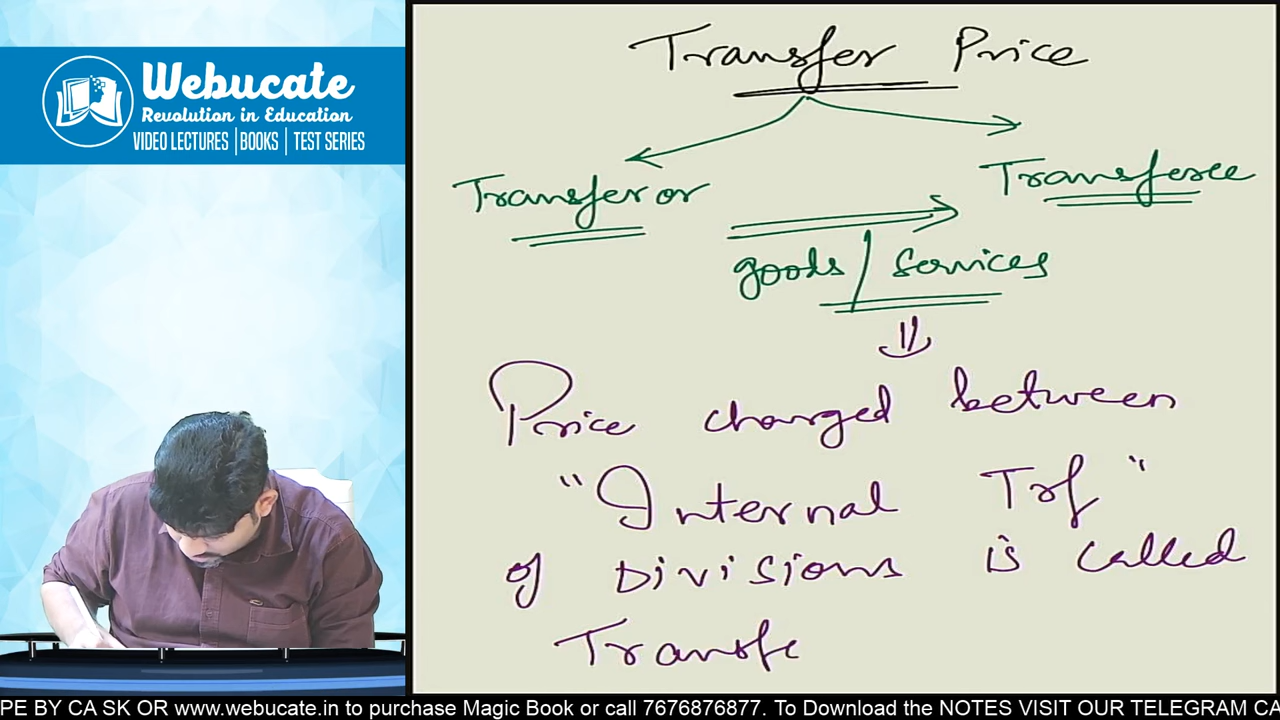 Webucate
Revolution in Education
VIDEO LECTURES | BOOKS | TEST SERIES
Transfer Price
Transferor
Transferee
goods / services
Price charged between
"Internal Trf"
of Divisions is called
Transfe
PE BY CA SK OR www.webucate.in to purchase Magic Book or call 7676876877. To Download the NOTES VISIT OUR TELEGRAM CA